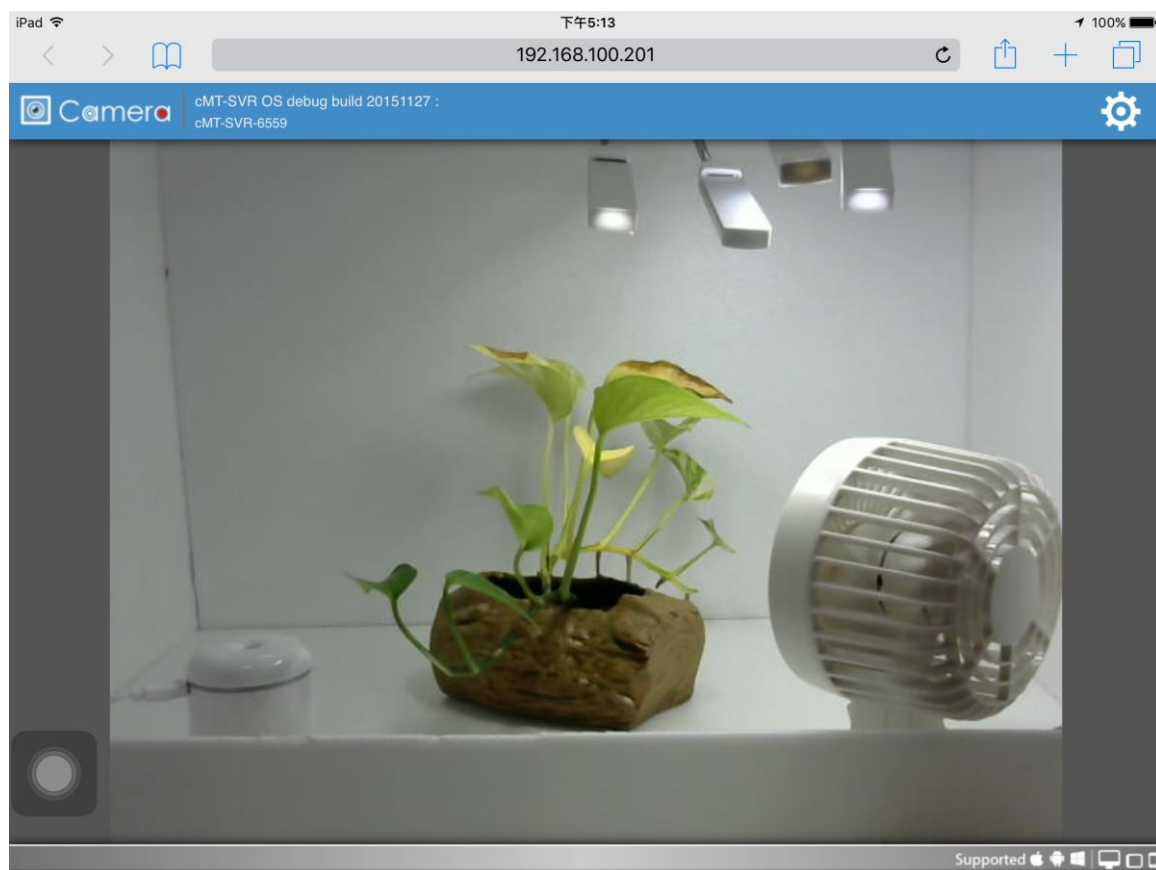 iPad
下午5:13
100%
192.168.100.201
Camera
cMT-SVR OS debug build 20151127 :
cMT-SVR-6559
Supported